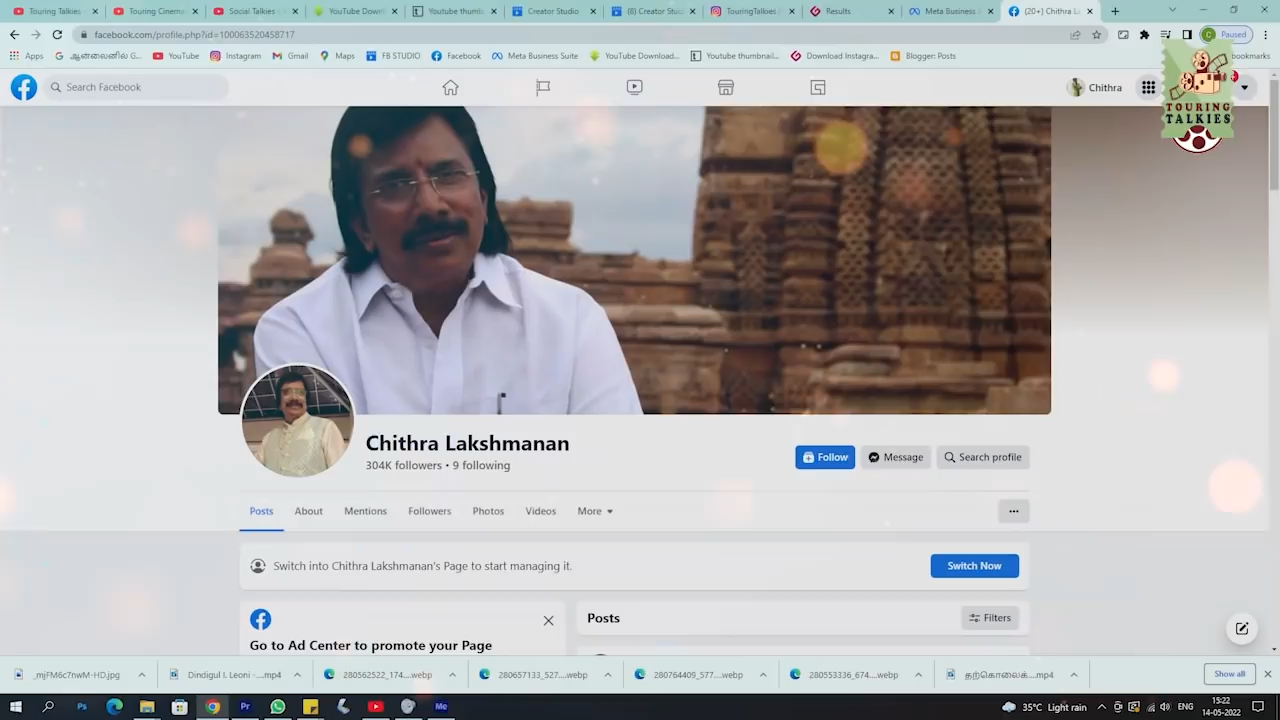 Touring Talkies
Touring Cinema
Social Talkies
YouTube Down
Youtube thumb
Creator Studio
(8) Creator Stu
TouringTalkies
Results
Meta Business
(20+) Chithra La
facebook.com/profile.php?id=100063520458717
Paused
Apps
ஆன்லைனில் G...
YouTube
Instagram
Gmail
Maps
FB STUDIO
Facebook
Meta Business Suite
YouTube Download...
Youtube thumbnail...
Download Instagra...
Blogger: Posts
bookmarks
Search Facebook
Chithra
TOURING
TALKIES
Chithra Lakshmanan
304K followers • 9 following
Follow
Message
Search profile
Posts
About
Mentions
Followers
Photos
Videos
More
Switch into Chithra Lakshmanan's Page to start managing it.
Switch Now
Go to Ad Center to promote your Page
Posts
Filters
_mjFM6c7nwM-HD.jpg
Dindigul I. Leoni -....mp4
280562522_174....webp
280657133_527....webp
280764409_577....webp
280553336_674....webp
தற்கொலைக்....mp4
Show all
35°C Light rain
ENG
15:22
14-05-2022